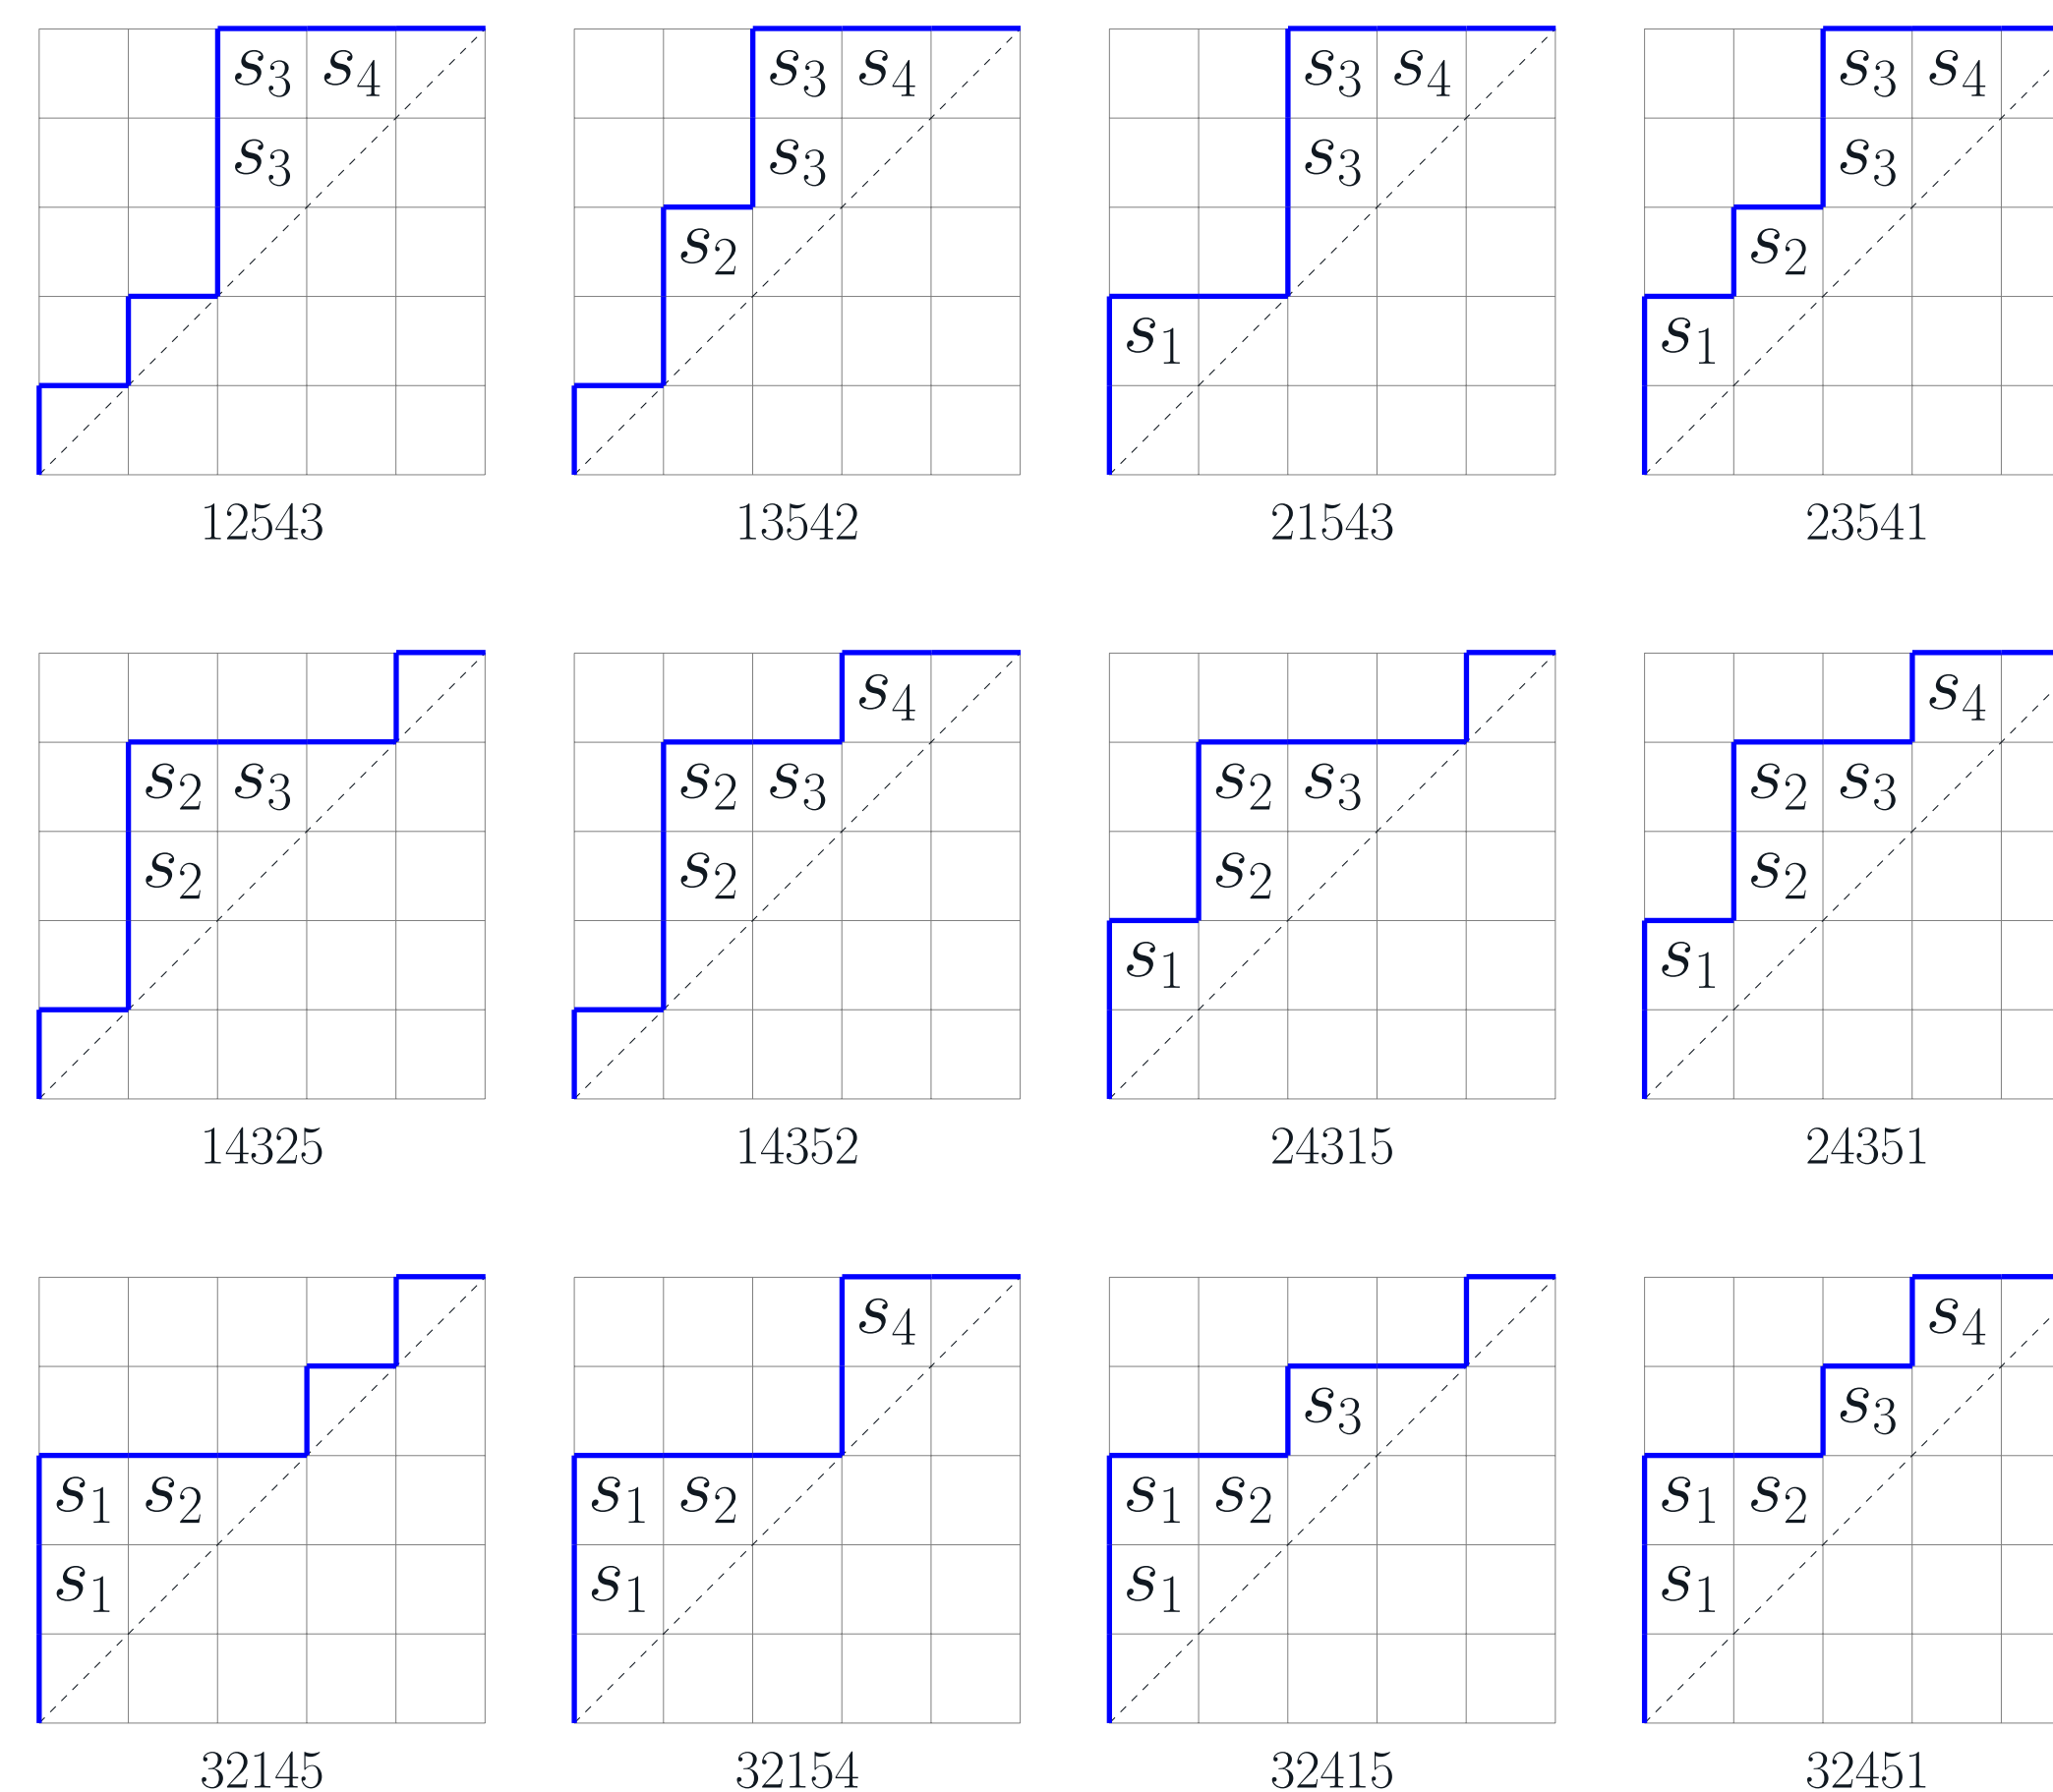 s3 s4 s3 s4 s3 s4 s3 s4
s3 s3 s3 s3
s2 s2
s1 s1
12543 13542 21543 23541
s4 s4
s2 s3 s2 s3 s2 s3 s2 s3
s2 s2 s2 s2
s1 s1
14325 14352 24315 24351
s4 s4
s3 s3
s1 s2 s1 s2 s1 s2 s1 s2
s1 s1 s1 s1
32145 32154 32415 32451